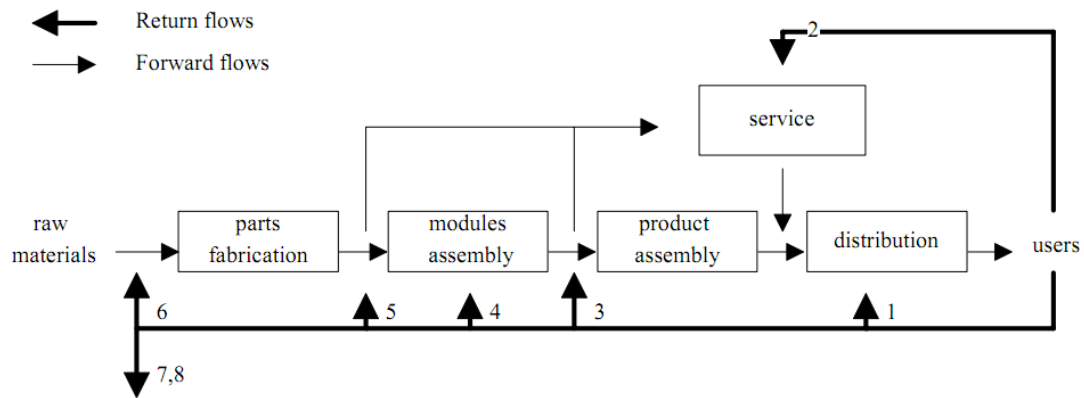 Return flows
2
Forward flows
service
raw
materials
parts
fabrication
modules
assembly
product
assembly
distribution
users
6
5
4
3
1
7,8